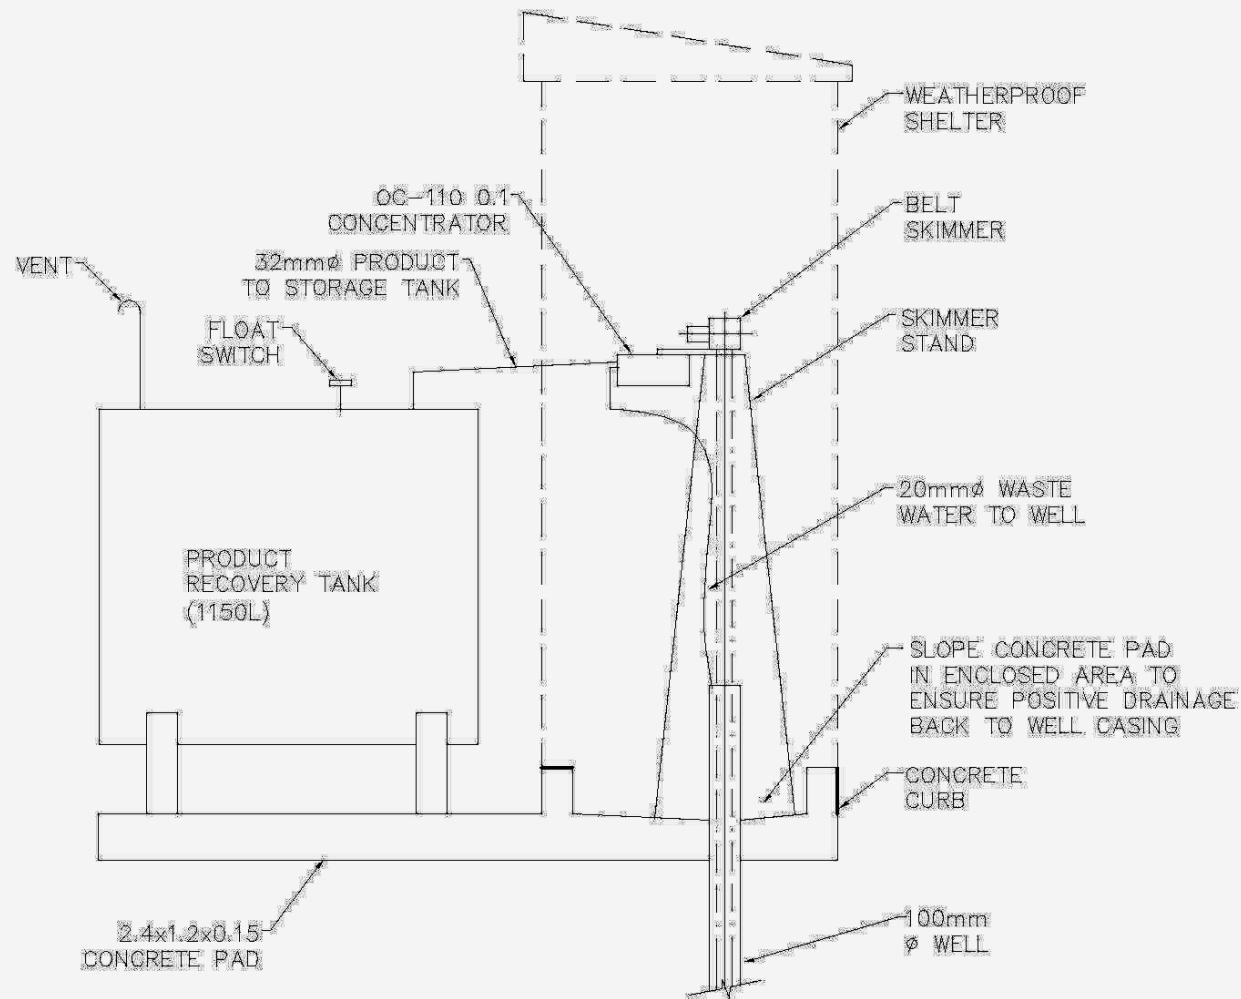 WEATHERPROOF
SHELTER
OC-110 0.1
CONCENTRATOR
BELT
SKIMMER
VENT
32mmø PRODUCT
TO STORAGE TANK
FLOAT
SWITCH
SKIMMER
STAND
20mmø WASTE
WATER TO WELL
PRODUCT
RECOVERY TANK
(1150L)
SLOPE CONCRETE PAD
IN ENCLOSED AREA TO
ENSURE POSITIVE DRAINAGE
BACK TO WELL CASING
CONCRETE
CURB
2.4x1.2x0.15
CONCRETE PAD
100mm
ø WELL